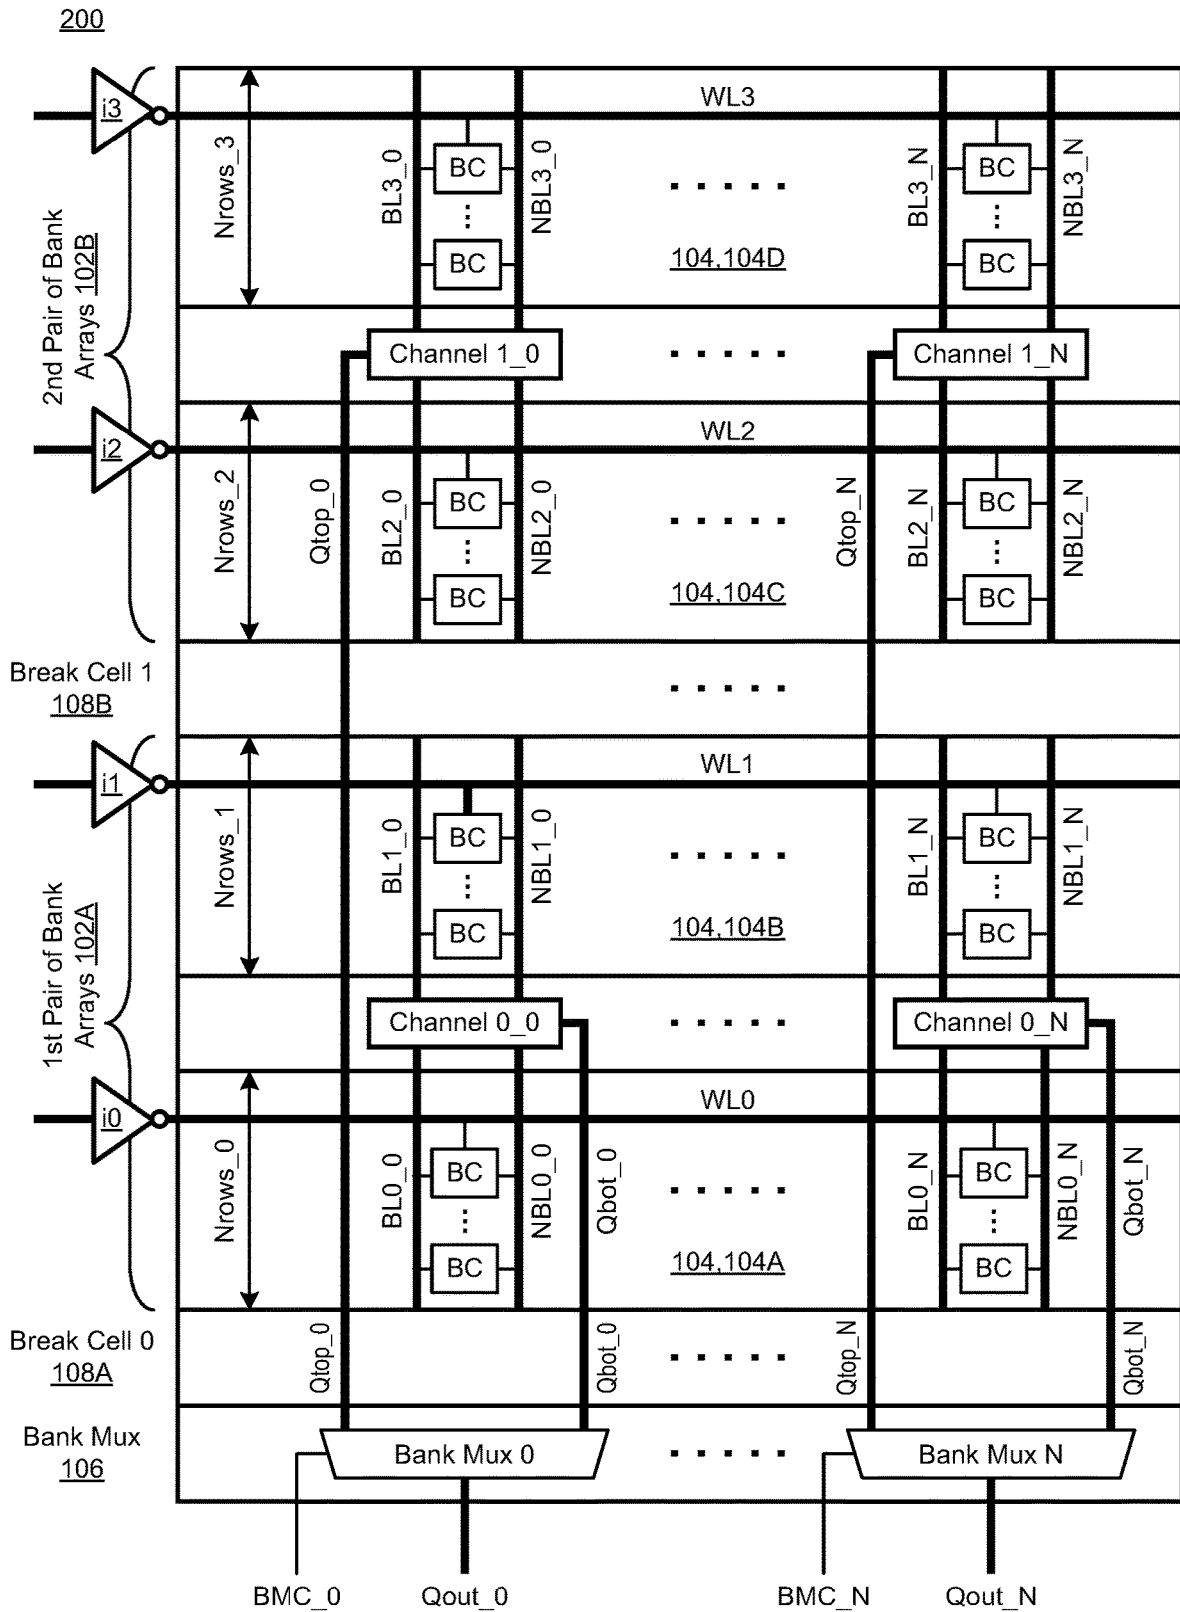 200
i3
WL3
Nrows_3
BL3_0
BC
NBL3_0
BL3_N
BC
NBL3_N
...
...
BC
104,104D
BC
2nd Pair of Bank
Arrays 102B
Channel 1_0
Channel 1_N
i2
WL2
Nrows_2
Qtop_0
BL2_0
BC
NBL2_0
Qtop_N
BL2_N
BC
NBL2_N
...
...
BC
104,104C
BC
Break Cell 1
108B
i1
WL1
Nrows_1
BL1_0
BC
NBL1_0
BL1_N
BC
NBL1_N
...
...
BC
104,104B
BC
1st Pair of Bank
Arrays 102A
Channel 0_0
Channel 0_N
i0
WL0
Nrows_0
BL0_0
BC
NBL0_0
Qbot_0
BL0_N
BC
NBL0_N
Qbot_N
...
...
BC
104,104A
BC
Break Cell 0
108A
Qtop_0
Qbot_0
Qtop_N
Qbot_N
Bank Mux
106
Bank Mux 0
Bank Mux N
BMC_0
Qout_0
BMC_N
Qout_N